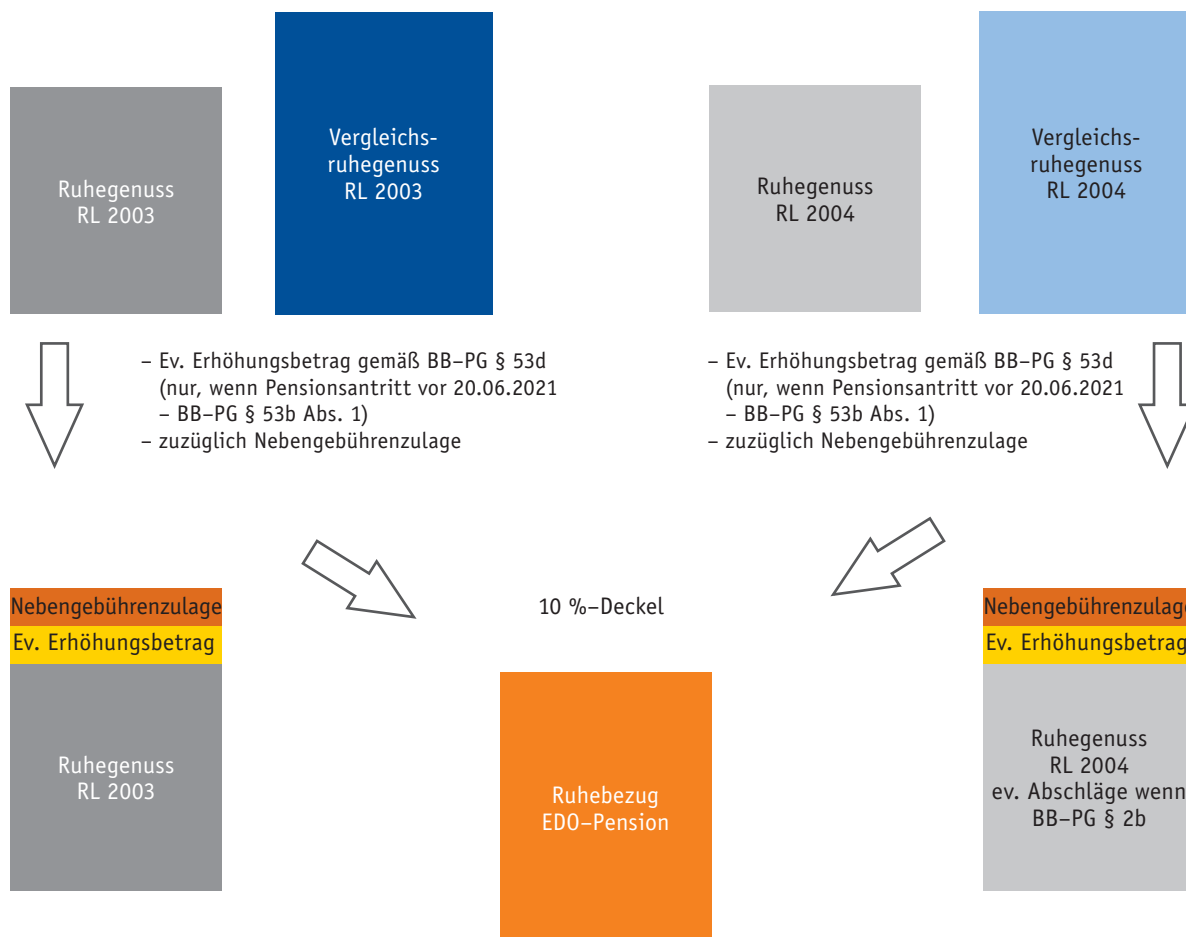 Ruhegenuss
RL 2003
Vergleichs-
ruhegenuss
RL 2003
Ruhegenuss
RL 2004
Vergleichs-
ruhegenuss
RL 2004
– Ev. Erhöhungsbetrag gemäß BB–PG § 53d
(nur, wenn Pensionsantritt vor 20.06.2021
– BB–PG § 53b Abs. 1)
– zuzüglich Nebengebührenzulage
– Ev. Erhöhungsbetrag gemäß BB–PG § 53d
(nur, wenn Pensionsantritt vor 20.06.2021
– BB–PG § 53b Abs. 1)
– zuzüglich Nebengebührenzulage
Nebengebührenzulage
Ev. Erhöhungsbetrag
Ruhegenuss
RL 2003
10 %–Deckel
Ruhebezug
EDO–Pension
Nebengebührenzulage
Ev. Erhöhungsbetrag
Ruhegenuss
RL 2004
ev. Abschläge wenn
BB–PG § 2b